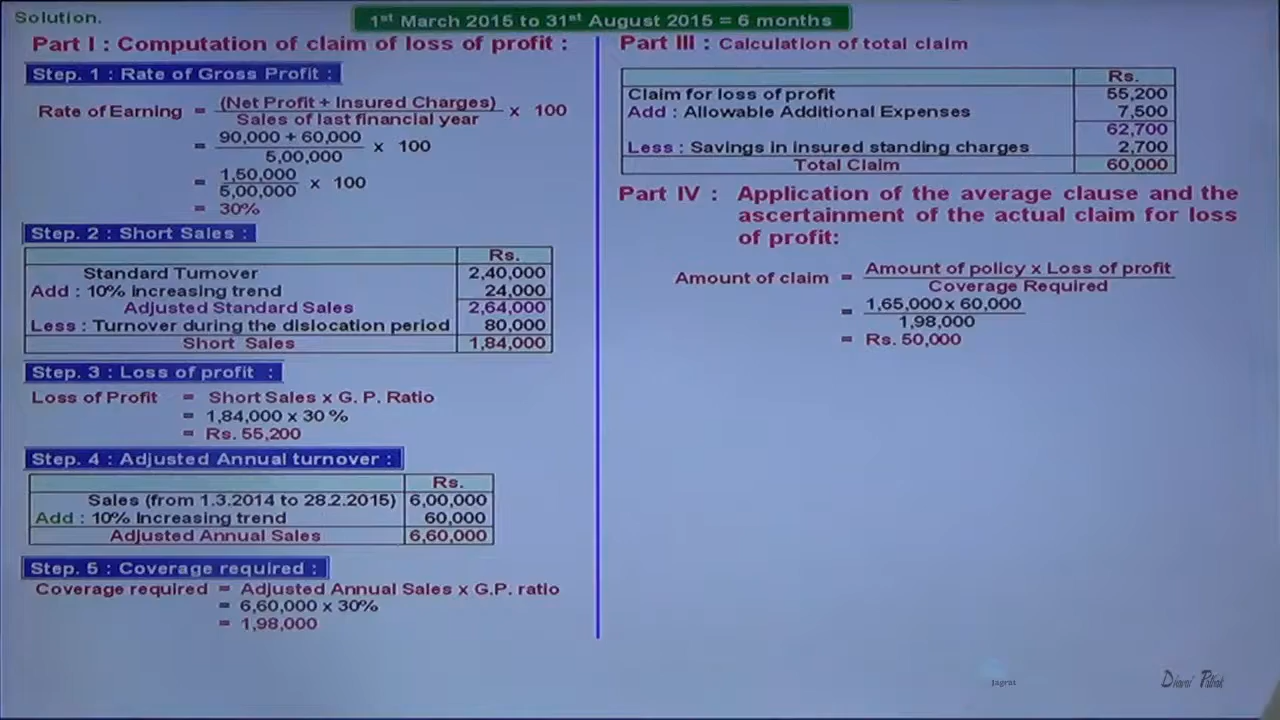 Solution.
1st March 2015 to 31st August 2015 = 6 months
Part I : Computation of claim of loss of profit :
Step. 1 : Rate of Gross Profit :
Rate of Earning = (Net Profit + Insured Charges) / Sales of last financial year x 100
= 90,000 + 60,000 / 5,00,000 x 100
= 1,50,000 / 5,00,000 x 100
= 30%
Step. 2 : Short Sales :
Rs.
Standard Turnover 2,40,000
Add : 10% increasing trend 24,000
Adjusted Standard Sales 2,64,000
Less : Turnover during the dislocation period 80,000
Short Sales 1,84,000
Step. 3 : Loss of profit :
Loss of Profit = Short Sales x G. P. Ratio
= 1,84,000 x 30 %
= Rs. 55,200
Step. 4 : Adjusted Annual turnover :
Rs.
Sales (from 1.3.2014 to 28.2.2015) 6,00,000
Add : 10% Increasing trend 60,000
Adjusted Annual Sales 6,60,000
Step. 5 : Coverage required :
Coverage required = Adjusted Annual Sales x G.P. ratio
= 6,60,000 x 30%
= 1,98,000
Part III : Calculation of total claim
Rs.
Claim for loss of profit 55,200
Add : Allowable Additional Expenses 7,500
62,700
Less : Savings in insured standing charges 2,700
Total Claim 60,000
Part IV : Application of the average clause and the
ascertainment of the actual claim for loss
of profit:
Amount of claim = Amount of policy x Loss of profit / Coverage Required
= 1,65,000 x 60,000 / 1,98,000
= Rs. 50,000
Jagrat